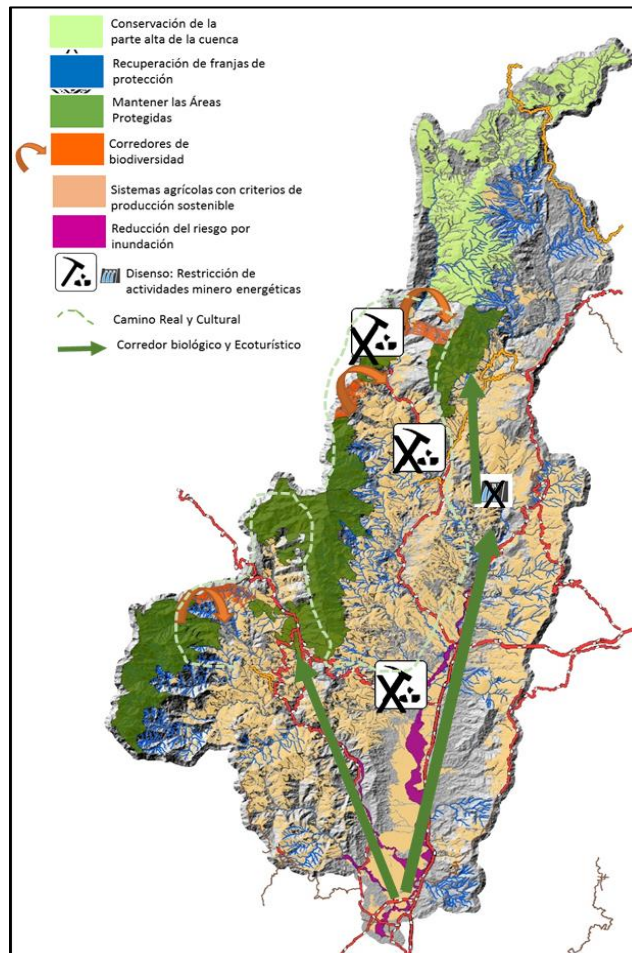 Conservación de la
parte alta de la cuenca
Recuperación de franjas de
protección
Mantener las Áreas
Protegidas
Corredores de
biodiversidad
Sistemas agrícolas con criterios de
producción sostenible
Reducción del riesgo por
inundación
Disenso: Restricción de
actividades minero energéticas
Camino Real y Cultural
Corredor biológico y Ecoturístico